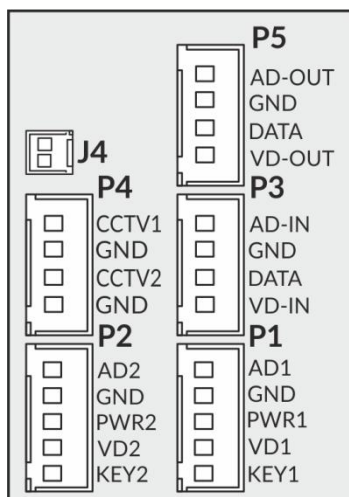 P5
AD-OUT
GND
DATA
VD-OUT
J4
P4
CCTV1
GND
CCTV2
GND
P3
AD-IN
GND
DATA
VD-IN
P2
AD2
GND
PWR2
VD2
KEY2
P1
AD1
GND
PWR1
VD1
KEY1